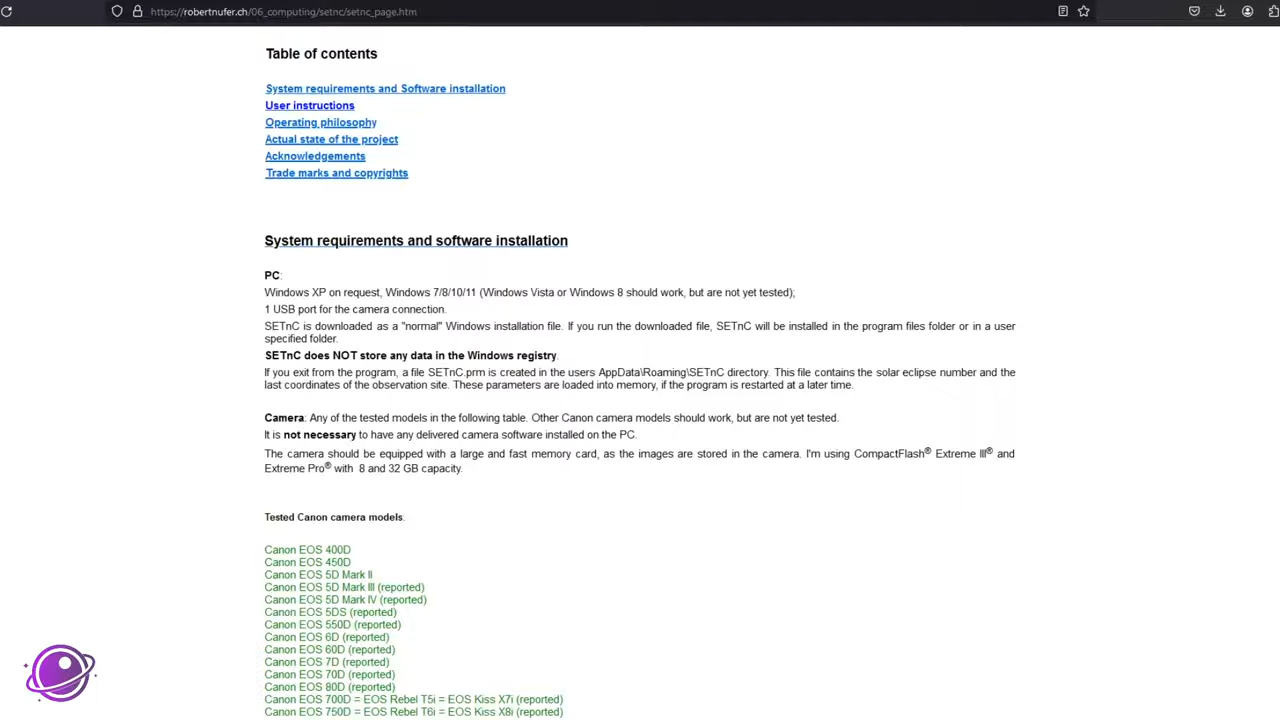 https://robertnufer.ch/06_computing/setnc/setnc_page.htm
Table of contents
System requirements and Software installation
User instructions
Operating philosophy
Actual state of the project
Acknowledgements
Trade marks and copyrights
System requirements and software installation
PC:
Windows XP on request, Windows 7/8/10/11 (Windows Vista or Windows 8 should work, but are not yet tested);
1 USB port for the camera connection.
SETnC is downloaded as a "normal" Windows installation file. If you run the downloaded file, SETnC will be installed in the program files folder or in a user
specified folder.
SETnC does NOT store any data in the Windows registry.
If you exit from the program, a file SETnC.prm is created in the users AppData\Roaming\SETnC directory. This file contains the solar eclipse number and the
last coordinates of the observation site. These parameters are loaded into memory, if the program is restarted at a later time.
Camera: Any of the tested models in the following table. Other Canon camera models should work, but are not yet tested.
It is not necessary to have any delivered camera software installed on the PC.
The camera should be equipped with a large and fast memory card, as the images are stored in the camera. I'm using CompactFlash® Extreme III® and
Extreme Pro® with 8 and 32 GB capacity.
Tested Canon camera models:
Canon EOS 400D
Canon EOS 450D
Canon EOS 5D Mark II
Canon EOS 5D Mark III (reported)
Canon EOS 5D Mark IV (reported)
Canon EOS 5DS (reported)
Canon EOS 550D (reported)
Canon EOS 6D (reported)
Canon EOS 60D (reported)
Canon EOS 7D (reported)
Canon EOS 70D (reported)
Canon EOS 80D (reported)
Canon EOS 700D = EOS Rebel T5i = EOS Kiss X7i (reported)
Canon EOS 750D = EOS Rebel T6i = EOS Kiss X8i (reported)